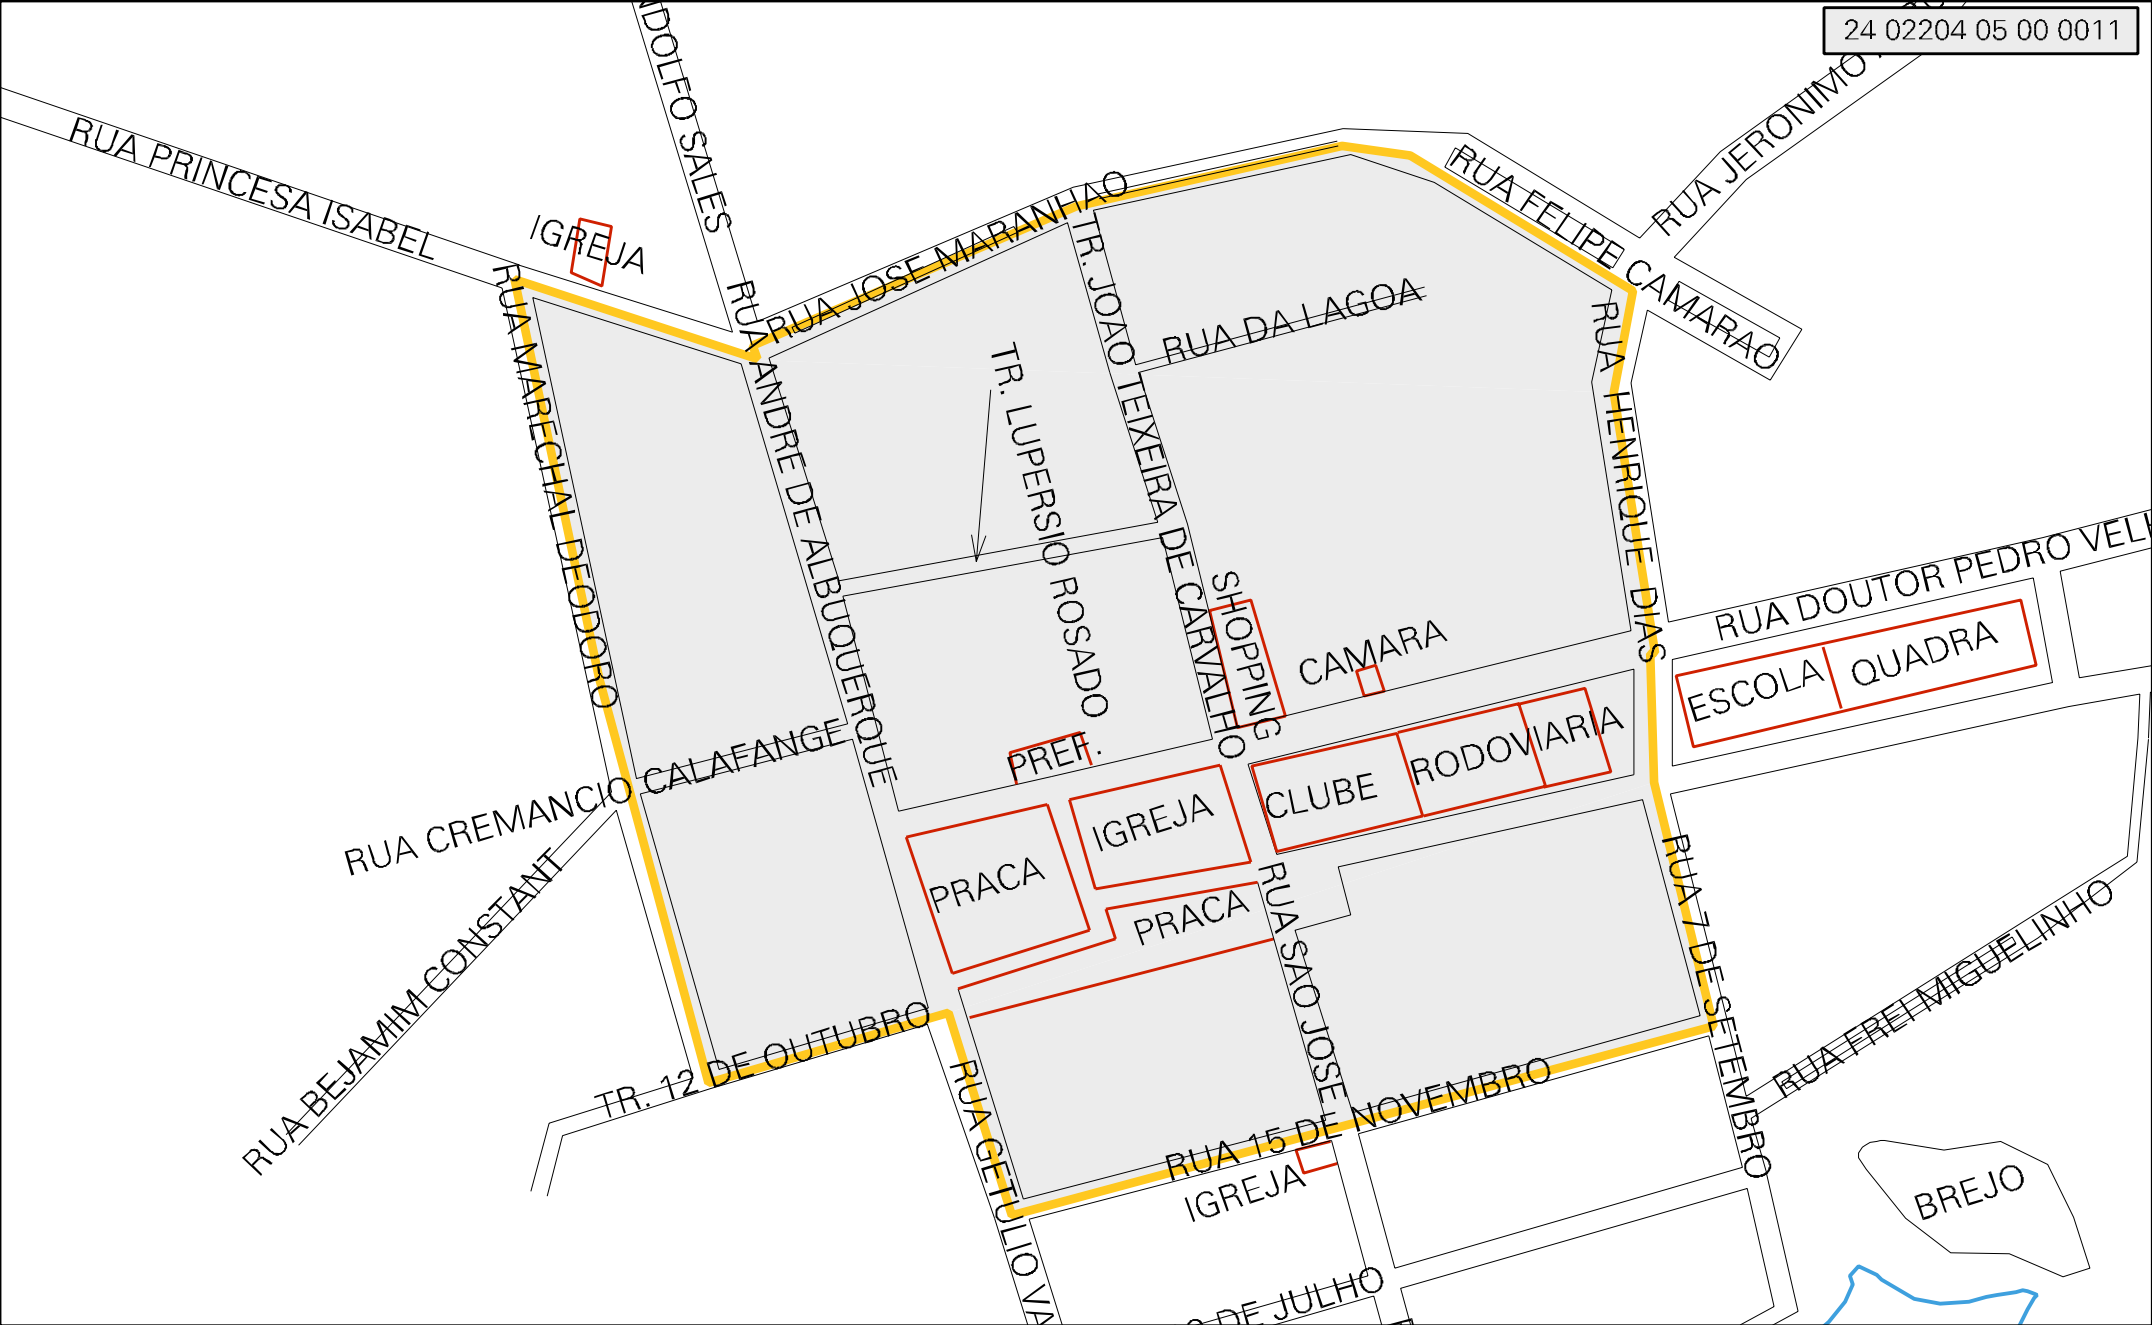 24 02204 05 00 0011
NDOLFO SALES
RUA JERONIMO
RUA PRINCESA ISABEL
IGREJA
RUA FELIPE CAMARAO
RUA JOSE MARANHAO
RUA MARECHAL DEODORO
RUA ANDRE DE ALBUQUERQUE
TR. JOAO TEIXEIRA DE CARVALHO
RUA DA LAGOA
TR. LUPERSIO ROSADO
RUA HENRIQUE DIAS
RUA DOUTOR PEDRO VELH
SHOPPING
CAMARA
ESCOLA
QUADRA
PREF.
RODOVIARIA
CLUBE
IGREJA
PRACA
PRACA
RUA CREMANCIO CALAFANGE
RUA BEJAMIM CONSTANT
RUA SAO JOSE
RUA 7 DE SETEMBRO
RUA FREI MIGUELINHO
TR. 12 DE OUTUBRO
RUA GETULIO VA
RUA 15 DE NOVEMBRO
IGREJA
BREJO
DE JULHO